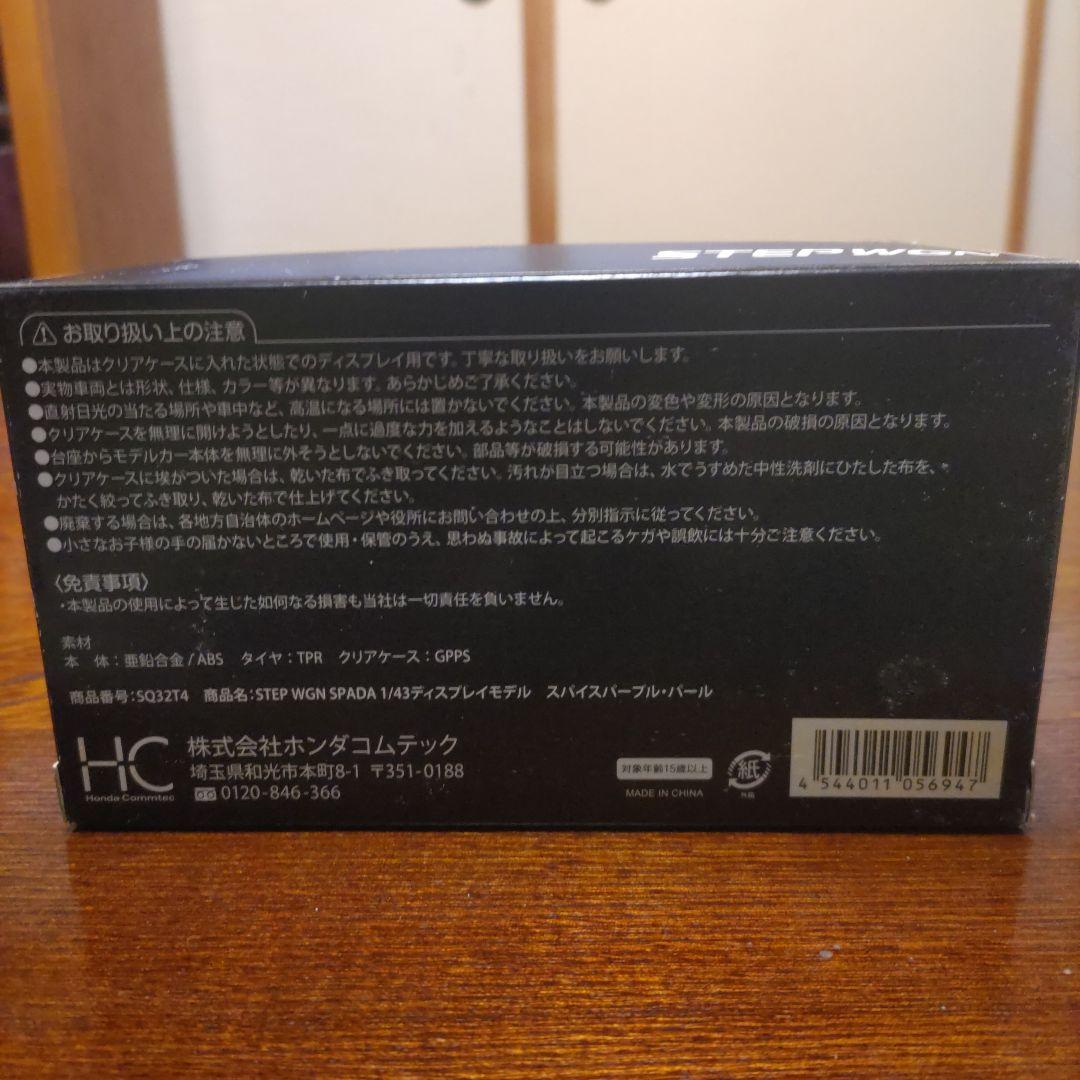 STEPWGN
お取り扱い上の注意
●本製品はクリアケースに入れた状態でのディスプレイ用です。丁寧な取り扱いをお願いします。
●実物車両とは形状、仕様、カラー等が異なります。あらかじめご了承ください。
●直射日光の当たる場所や車中など、高温になる場所には置かないでください。本製品の変色や変形の原因となります。
●クリアケースを無理に開けようとしたり、一点に過度な力を加えるようなことはしないでください。本製品の破損の原因となります。
●台座からモデルカー本体を無理に外そうとしないでください。部品等が破損する可能性があります。
●クリアケースに埃がついた場合は、乾いた布でふき取ってください。汚れが目立つ場合は、水でうすめた中性洗剤にひたした布を、
かたく絞ってふき取り、乾いた布で仕上げてください。
●廃棄する場合は、各地方自治体のホームページや役所にお問い合わせの上、分別指示に従ってください。
●小さなお子様の手の届かないところで使用・保管のうえ、思わぬ事故によって起こるケガや誤飲には十分ご注意ください。
〈免責事項〉
・本製品の使用によって生じた如何なる損害も当社は一切責任を負いません。
素材
本 体：亜鉛合金/ABS タイヤ：TPR クリアケース：GPPS
商品番号：SQ32T4 商品名：STEP WGN SPADA 1/43ディスプレイモデル スパイスパープル・パール
HC
Honda Commtec
株式会社ホンダコムテック
埼玉県和光市本町8-1 〒351-0188
0120-846-366
対象年齢15歳以上
MADE IN CHINA
紙
外箱
4 544011 056947